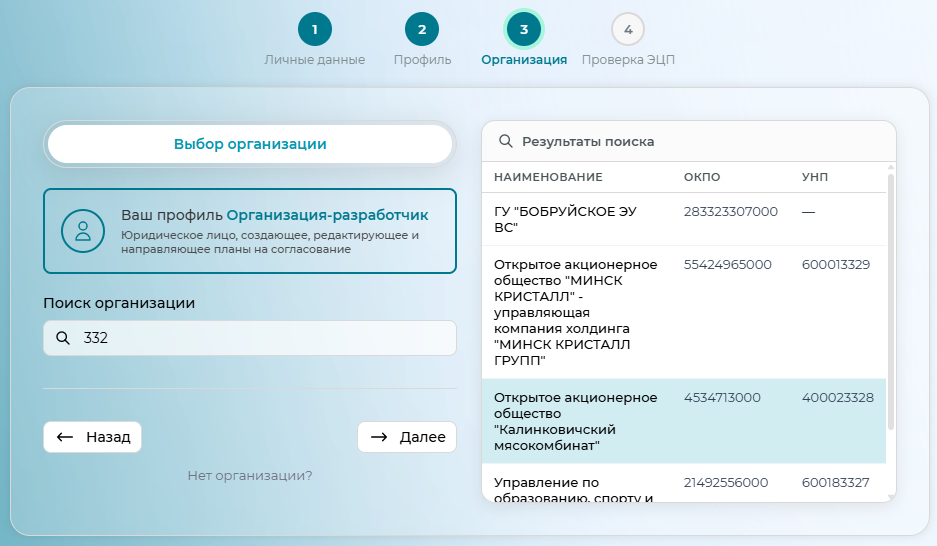 1 2 3 4
Личные данные Профиль Организация Проверка ЭЦП
Выбор организации
Ваш профиль Организация-разработчик
Юридическое лицо, создающее, редактирующее и
направляющее планы на согласование
Поиск организации
332
Назад Далее
Нет организации?
Результаты поиска
НАИМЕНОВАНИЕ ОКПО УНП
ГУ "БОБРУЙСКОЕ ЭУ 283323307000 —
ВС"
Открытое акционерное 55424965000 600013329
общество "МИНСК
КРИСТАЛЛ" -
управляющая
компания холдинга
"МИНСК КРИСТАЛЛ
ГРУПП"
Открытое акционерное 4534713000 400023328
общество
"Калинковичский
мясокомбинат"
Управление по 21492556000 600183327
образованию, спорту и